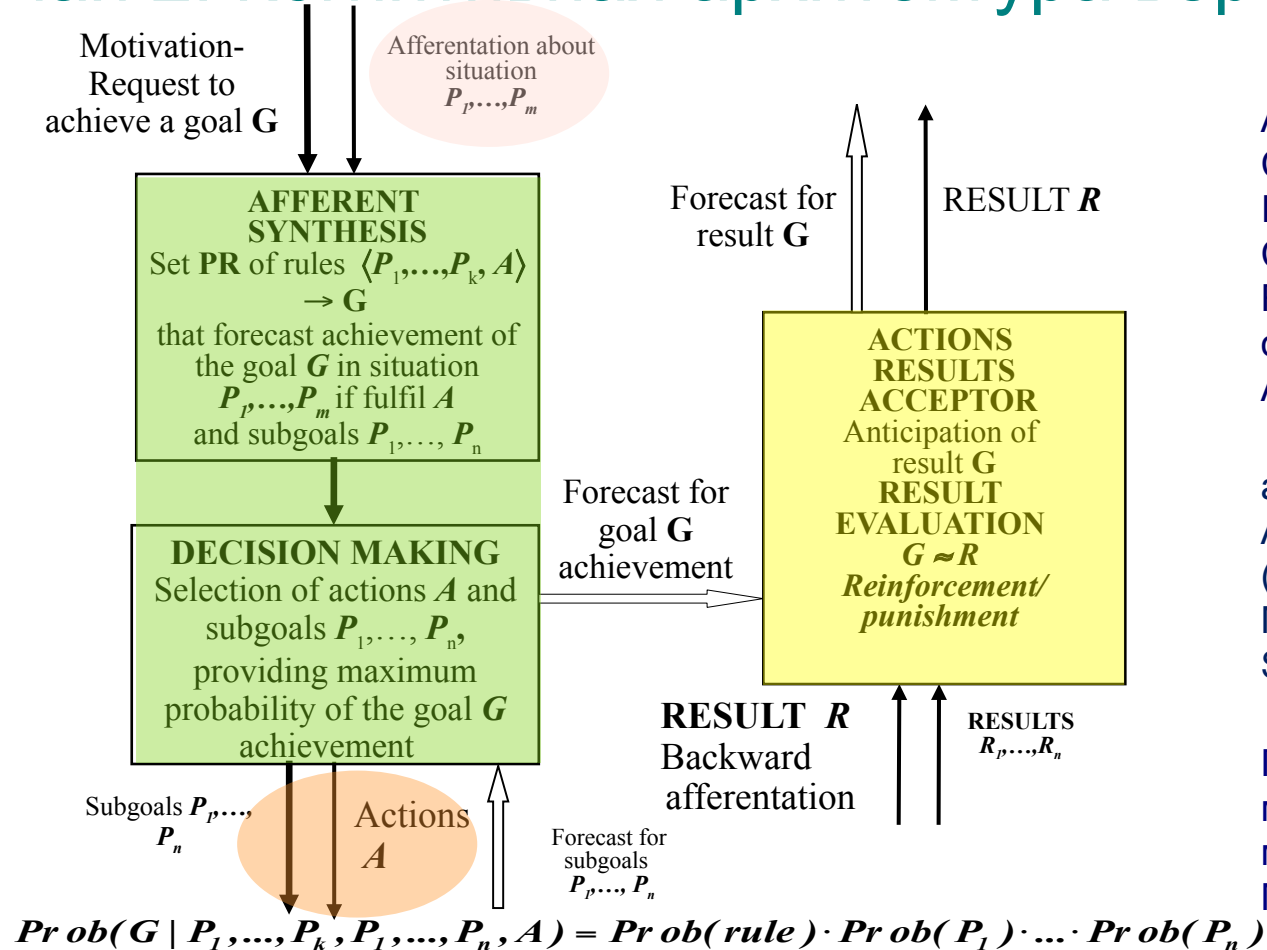 Motivation-
Request to
achieve a goal G
Afferentation about
situation
P₁,…,Pₘ
AFFERENT
SYNTHESIS
Set PR of rules ⟨P₁,…,Pₖ, A⟩
→ G
that forecast achievement of
the goal G in situation
P₁,…,Pₘ if fulfil A
and subgoals P₁,…, Pₙ
DECISION MAKING
Selection of actions A and
subgoals P₁,…, Pₙ,
providing maximum
probability of the goal G
achievement
Subgoals P₁,…,
Pₙ
Actions
A
Forecast for
subgoals
P₁,…, Pₙ
Forecast for
goal G
achievement
Forecast for
result G
RESULT R
ACTIONS
RESULTS
ACCEPTOR
Anticipation of
result G
RESULT
EVALUATION
G ≈ R
Reinforcement/
punishment
RESULT R
Backward
afferentation
RESULTS
R₁,…,Rₙ
Prob(G | P₁,...,Pₖ,P₁,...,Pₙ,A) = Prob(rule)·Prob(P₁)·...·Prob(Pₙ)